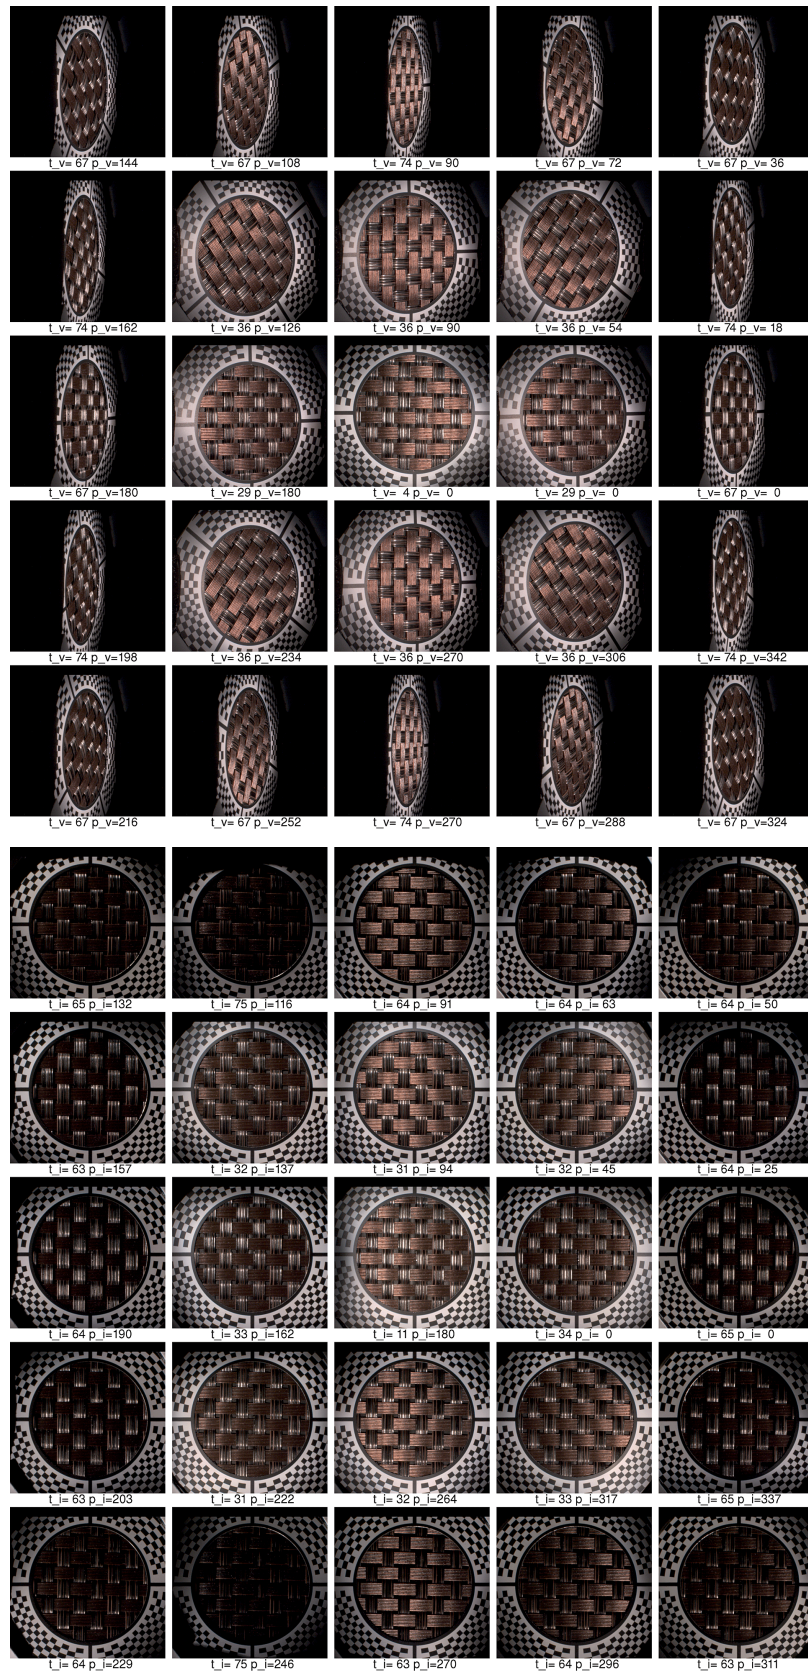 t_v= 67 p_v=144 t_v= 67 p_v=108 t_v= 74 p_v= 90 t_v= 67 p_v= 72 t_v= 67 p_v= 36
t_v= 74 p_v=162 t_v= 36 p_v=126 t_v= 36 p_v= 90 t_v= 36 p_v= 54 t_v= 74 p_v= 18
t_v= 67 p_v=180 t_v= 29 p_v=180 t_v= 4 p_v= 0 t_v= 29 p_v= 0 t_v= 67 p_v= 0
t_v= 74 p_v=198 t_v= 36 p_v=234 t_v= 36 p_v=270 t_v= 36 p_v=306 t_v= 74 p_v=342
t_v= 67 p_v=216 t_v= 67 p_v=252 t_v= 74 p_v=270 t_v= 67 p_v=288 t_v= 67 p_v=324
t_i= 65 p_i=132 t_i= 75 p_i=116 t_i= 64 p_i= 91 t_i= 64 p_i= 63 t_i= 64 p_i= 50
t_i= 63 p_i=157 t_i= 32 p_i=137 t_i= 31 p_i= 94 t_i= 32 p_i= 45 t_i= 64 p_i= 25
t_i= 64 p_i=190 t_i= 33 p_i=162 t_i= 11 p_i=180 t_i= 34 p_i= 0 t_i= 65 p_i= 0
t_i= 63 p_i=203 t_i= 31 p_i=222 t_i= 32 p_i=264 t_i= 33 p_i=317 t_i= 65 p_i=337
t_i= 64 p_i=229 t_i= 75 p_i=246 t_i= 63 p_i=270 t_i= 64 p_i=296 t_i= 63 p_i=311